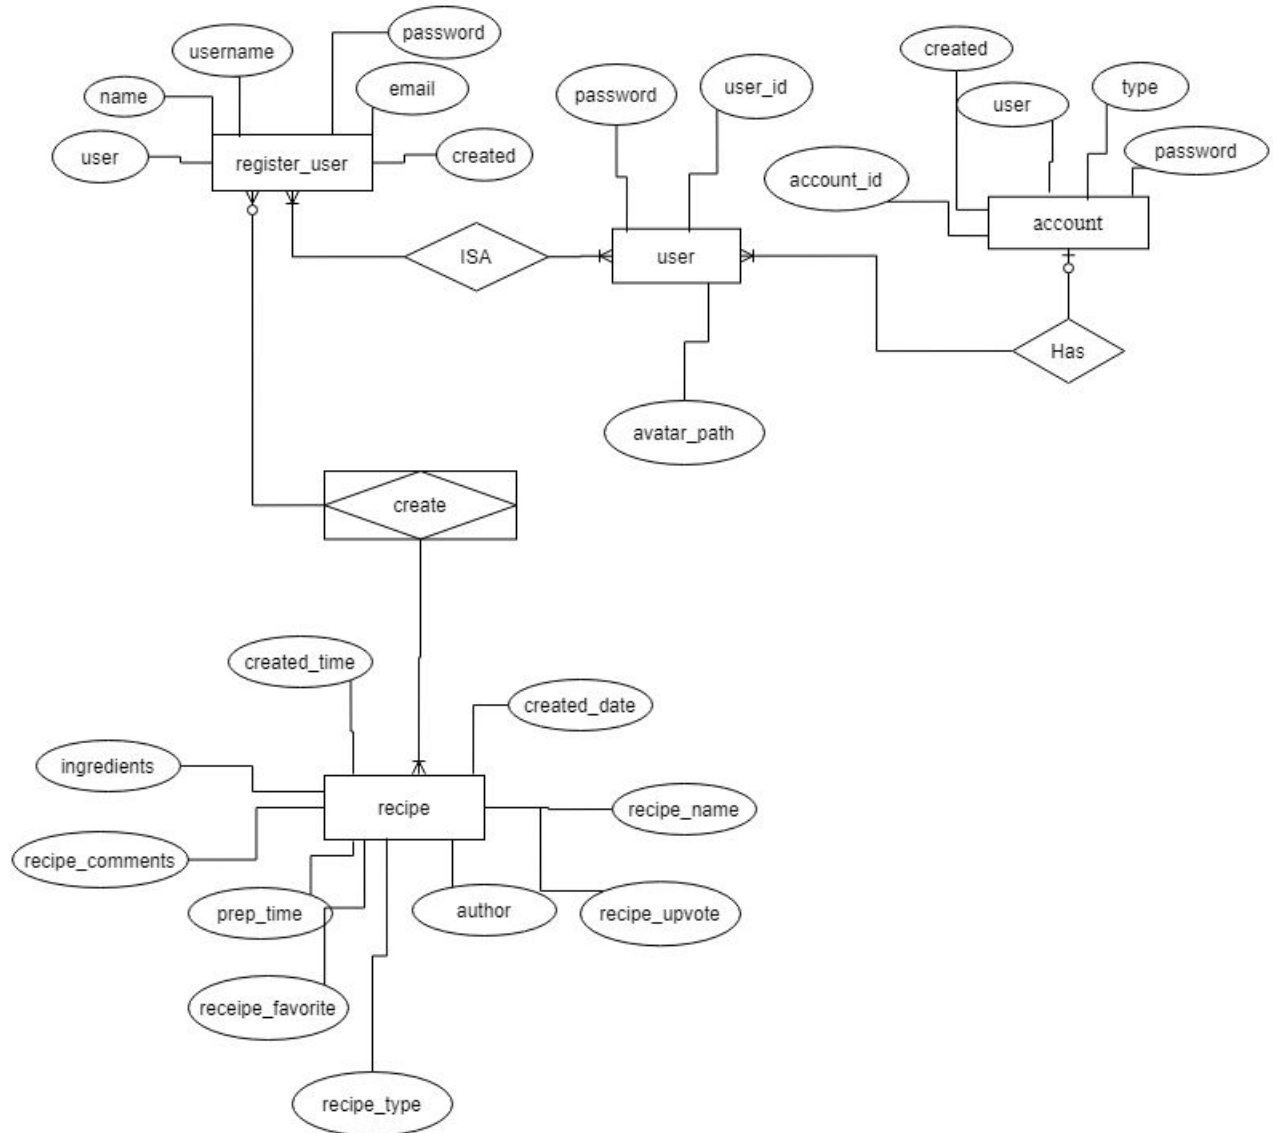 password
username
created
email
user_id
type
name
password
user
user
created
password
register_user
account_id
account
ISA
user
Has
avatar_path
create
created_time
created_date
ingredients
recipe
recipe_name
recipe_comments
prep_time
author
recipe_upvote
receipe_favorite
recipe_type